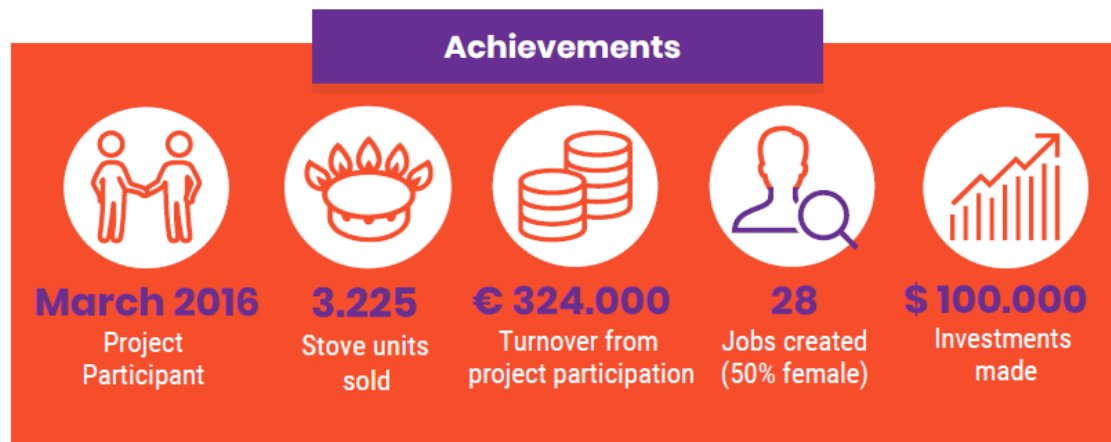 Achievements
March 2016
Project
Participant
3.225
Stove units
sold
€ 324.000
Turnover from
project participation
28
Jobs created
(50% female)
$ 100.000
Investments
made